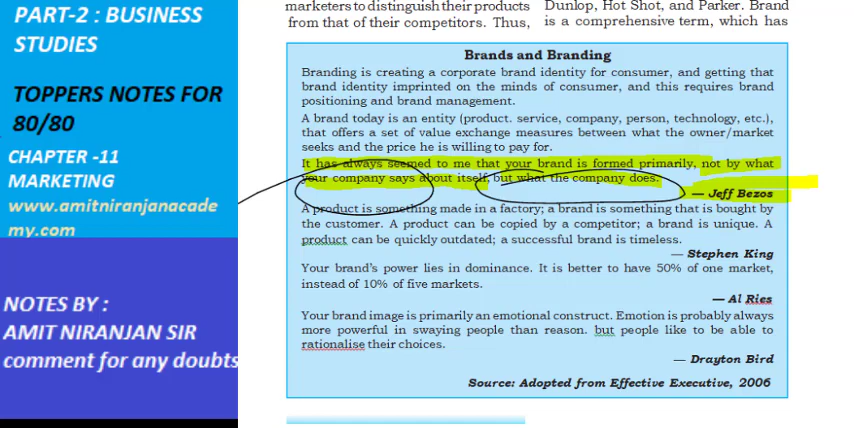 PART-2 : BUSINESS
STUDIES
TOPPERS NOTES FOR
80/80
CHAPTER -11
MARKETING
www.amitniranjanacade
my.com
NOTES BY :
AMIT NIRANJAN SIR
comment for any doubts
marketers to distinguish their products
from that of their competitors. Thus,
Dunlop, Hot Shot, and Parker. Brand
is a comprehensive term, which has
Brands and Branding
Branding is creating a corporate brand identity for consumer, and getting that
brand identity imprinted on the minds of consumer, and this requires brand
positioning and brand management.
A brand today is an entity (product. service, company, person, technology, etc.),
that offers a set of value exchange measures between what the owner/market
seeks and the price he is willing to pay for.
It has always seemed to me that your brand is formed primarily, not by what
your company says about itself, but what the company does.
— Jeff Bezos
A product is something made in a factory; a brand is something that is bought by
the customer. A product can be copied by a competitor; a brand is unique. A
product can be quickly outdated; a successful brand is timeless.
— Stephen King
Your brand's power lies in dominance. It is better to have 50% of one market,
instead of 10% of five markets.
— Al Ries
Your brand image is primarily an emotional construct. Emotion is probably always
more powerful in swaying people than reason. but people like to be able to
rationalise their choices.
— Drayton Bird
Source: Adopted from Effective Executive, 2006